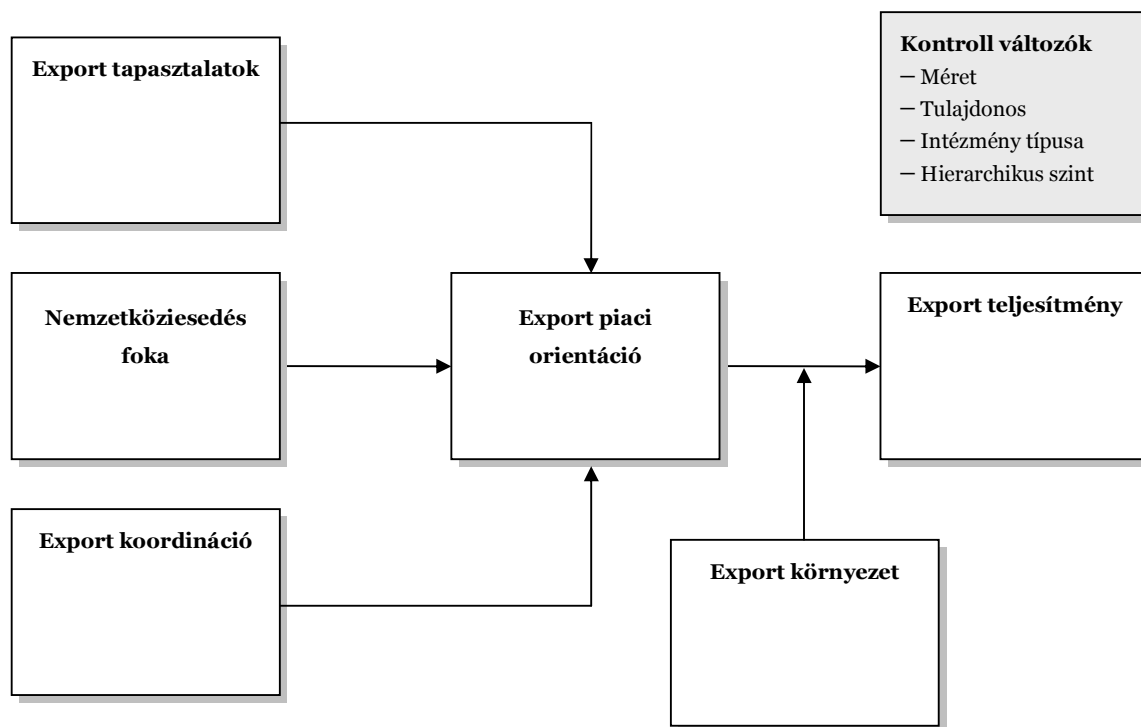 Export tapasztalatok
Kontroll változók
– Méret
– Tulajdonos
– Intézmény típusa
– Hierarchikus szint
Nemzetköziesedés
foka
Export piaci
orientáció
Export teljesítmény
Export koordináció
Export környezet